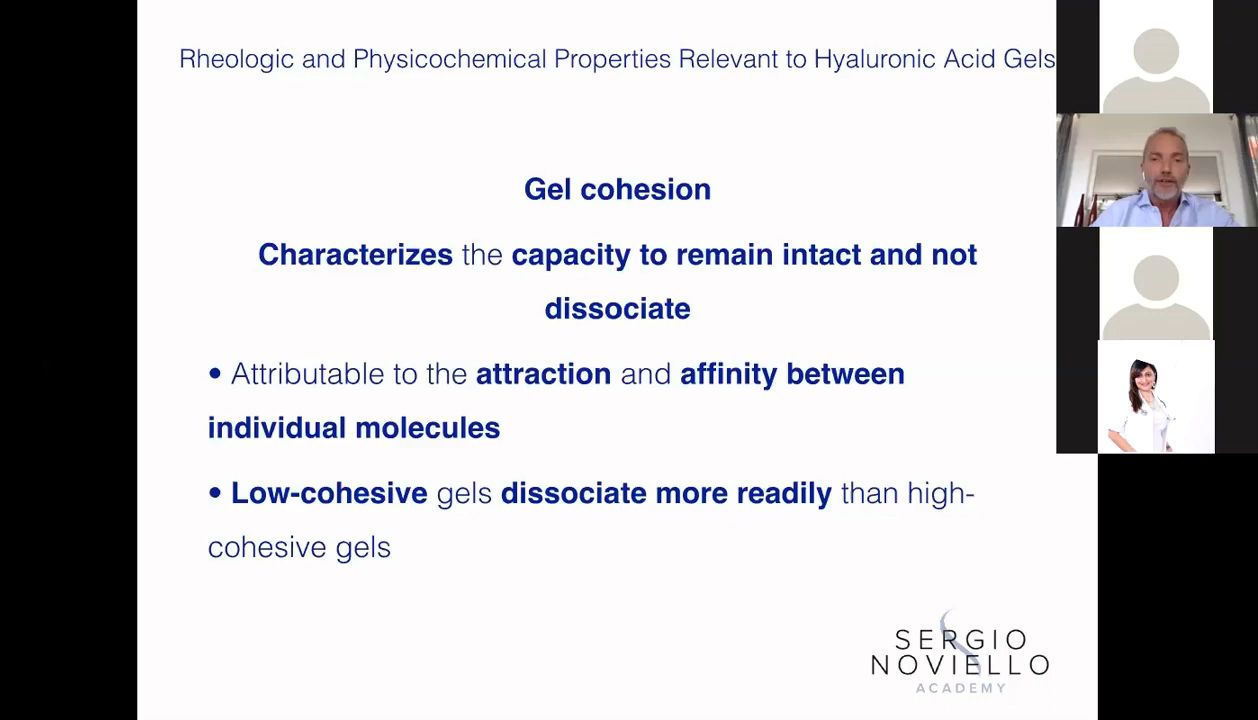 Rheologic and Physicochemical Properties Relevant to Hyaluronic Acid Gels
Gel cohesion
Characterizes the capacity to remain intact and not
dissociate
• Attributable to the attraction and affinity between
individual molecules
• Low-cohesive gels dissociate more readily than high-
cohesive gels
SERGIO
NOVIELLO
ACADEMY